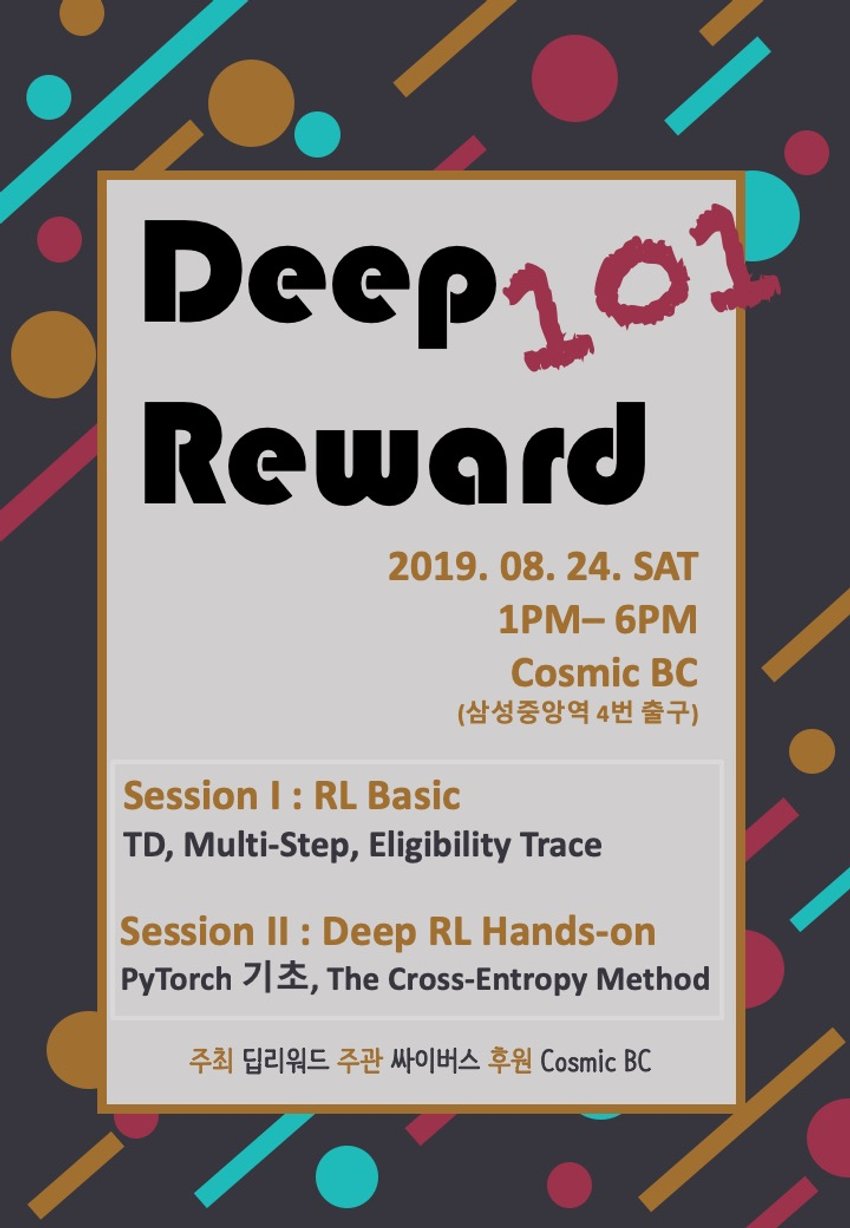 Deep 101
Reward
2019. 08. 24. SAT
1PM– 6PM
Cosmic BC
(삼성중앙역 4번 출구)
Session I : RL Basic
TD, Multi-Step, Eligibility Trace
Session II : Deep RL Hands-on
PyTorch 기초, The Cross-Entropy Method
주최 딥리워드 주관 싸이버스 후원 Cosmic BC